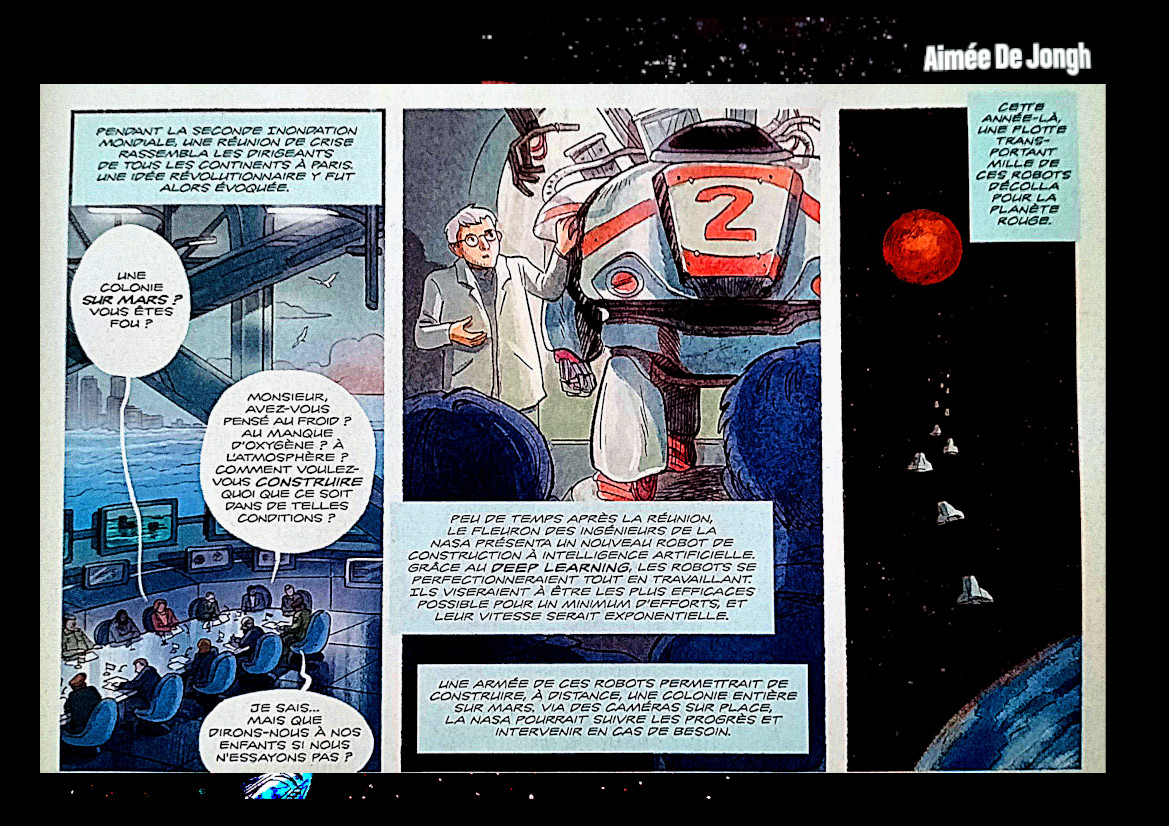 Aimée De Jongh
PENDANT LA SECONDE INONDATION
MONDIALE, UNE RÉUNION DE CRISE
RASSEMBLA LES DIRIGEANTS
DE TOUS LES CONTINENTS À PARIS.
UNE IDÉE RÉVOLUTIONNAIRE Y FUT
ALORS ÉVOQUÉE.
UNE
COLONIE
SUR MARS ?
VOUS ÊTES
FOU ?
MONSIEUR,
AVEZ-VOUS
PENSÉ AU FROID ?
AU MANQUE
D'OXYGÈNE ? À
L'ATMOSPHÈRE ?
COMMENT VOULEZ-
VOUS CONSTRUIRE
QUOI QUE CE SOIT
DANS DE TELLES
CONDITIONS ?
JE SAIS...
MAIS QUE
DIRONS-NOUS À NOS
ENFANTS SI NOUS
N'ESSAYONS PAS ?
2
PEU DE TEMPS APRÈS LA RÉUNION,
LE FLEURON DES INGÉNIEURS DE LA
NASA PRÉSENTA UN NOUVEAU ROBOT DE
CONSTRUCTION À INTELLIGENCE ARTIFICIELLE.
GRÂCE AU DEEP LEARNING, LES ROBOTS SE
PERFECTIONNERAIENT TOUT EN TRAVAILLANT.
ILS VISERAIENT À ÊTRE LES PLUS EFFICACES
POSSIBLE POUR UN MINIMUM D'EFFORTS, ET
LEUR VITESSE SERAIT EXPONENTIELLE.
UNE ARMÉE DE CES ROBOTS PERMETTRAIT DE
CONSTRUIRE, À DISTANCE, UNE COLONIE ENTIÈRE
SUR MARS. VIA DES CAMÉRAS SUR PLACE,
LA NASA POURRAIT SUIVRE LES PROGRÈS ET
INTERVENIR EN CAS DE BESOIN.
CETTE
ANNÉE-LÀ,
UNE FLOTTE
TRANS-
PORTANT
MILLE DE
CES ROBOTS
DÉCOLLA
POUR LA
PLANÈTE
ROUGE.